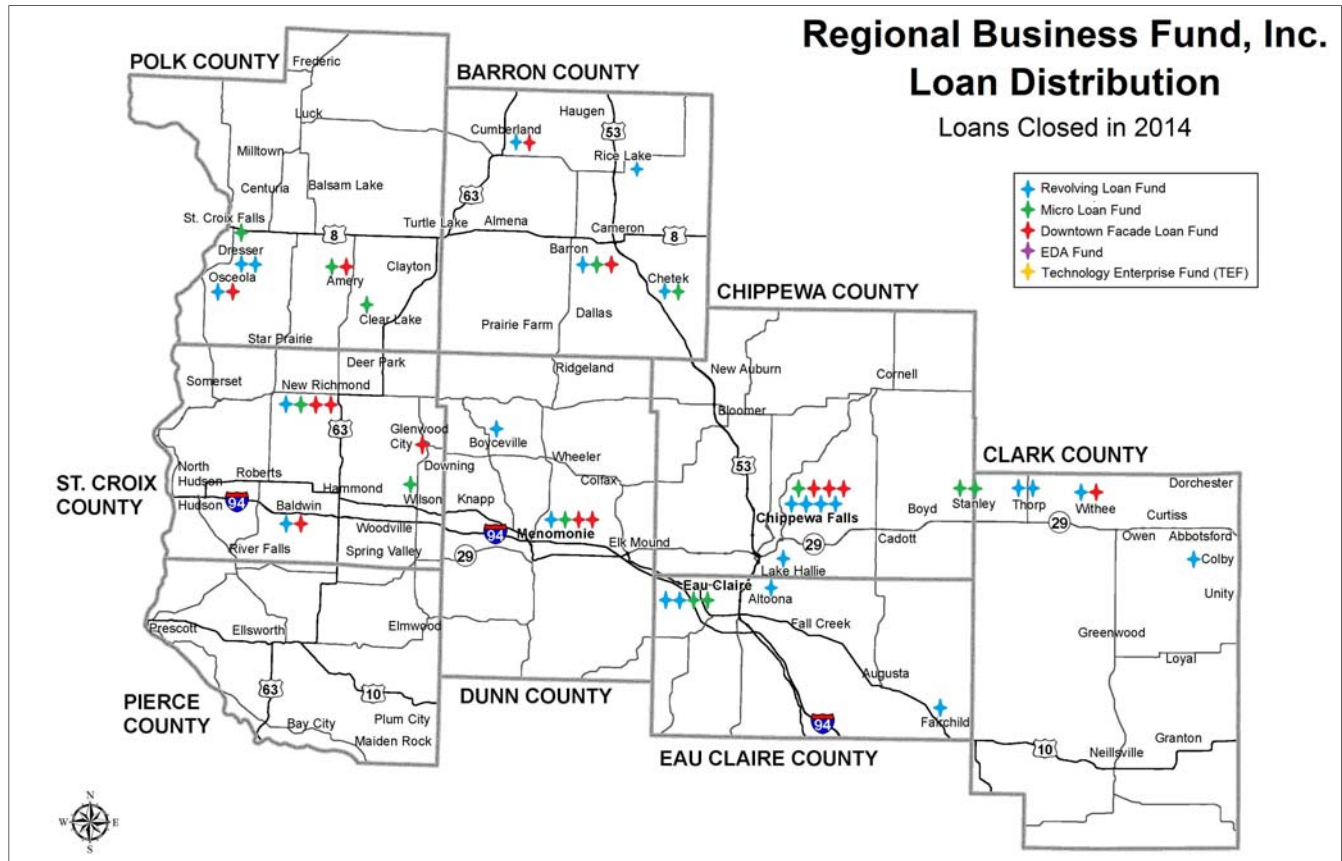 Regional Business Fund, Inc.
Loan Distribution
Loans Closed in 2014
Revolving Loan Fund
Micro Loan Fund
Downtown Facade Loan Fund
EDA Fund
Technology Enterprise Fund (TEF)
POLK COUNTY
Frederic
Luck
Milltown
Centuria
Balsam Lake
St. Croix Falls
8
Dresser
Osceola
Amery
Clayton
Clear Lake
Star Prairie
BARRON COUNTY
Haugen
Cumberland
53
Rice Lake
63
Turtle Lake
Almena
Cameron
8
Barron
Chetek
Dallas
Prairie Farm
CHIPPEWA COUNTY
New Auburn
Cornell
Bloomer
53
Chippewa Falls
Boyd
Stanley
Cadott
29
Lake Hallie
ST. CROIX
COUNTY
Deer Park
Somerset
New Richmond
63
Glenwood
City
North
Hudson
Roberts
Hudson
94
Hammond
Wilson
Baldwin
Woodville
River Falls
Spring Valley
DUNN COUNTY
Ridgeland
Boyceville
Wheeler
Downing
Colfax
Knapp
94
Menomonie
Elk Mound
29
CLARK COUNTY
Dorchester
Thorp
Withee
29
Curtiss
Owen
Abbotsford
Colby
Unity
Greenwood
Loyal
Granton
10
Neillsville
PIERCE
COUNTY
Prescott
Ellsworth
Elmwood
63
10
Plum City
Bay City
Maiden Rock
EAU CLAIRE COUNTY
Eau Claire
Altoona
Fall Creek
Augusta
Fairchild
94
N
W
E
S